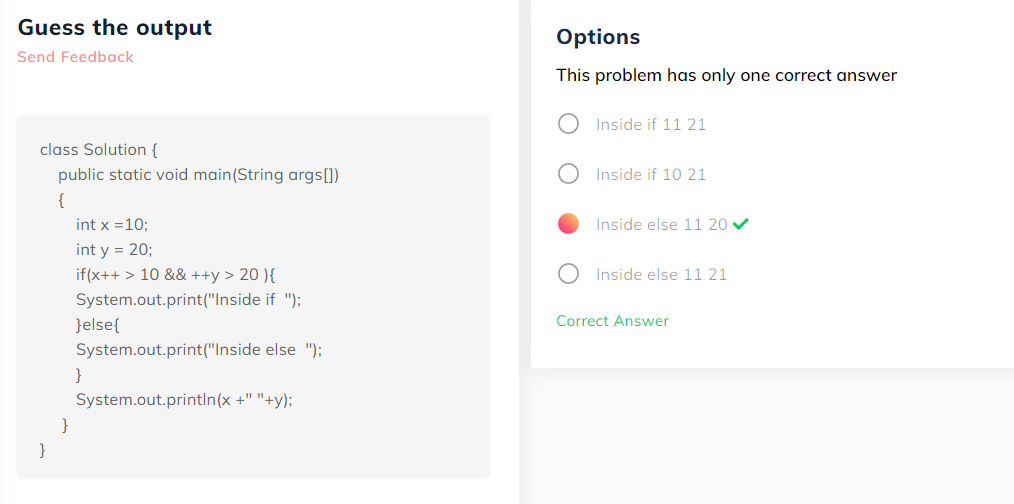 Guess the output
Send Feedback
class Solution {
public static void main(String args[])
{
int x =10;
int y = 20;
if(x++ > 10 && ++y > 20 ){
System.out.print("Inside if  ");
}else{
System.out.print("Inside else  ");
}
System.out.println(x +" "+y);
}
}
Options
This problem has only one correct answer
Inside if 11 21
Inside if 10 21
Inside else 11 20
Inside else 11 21
Correct Answer